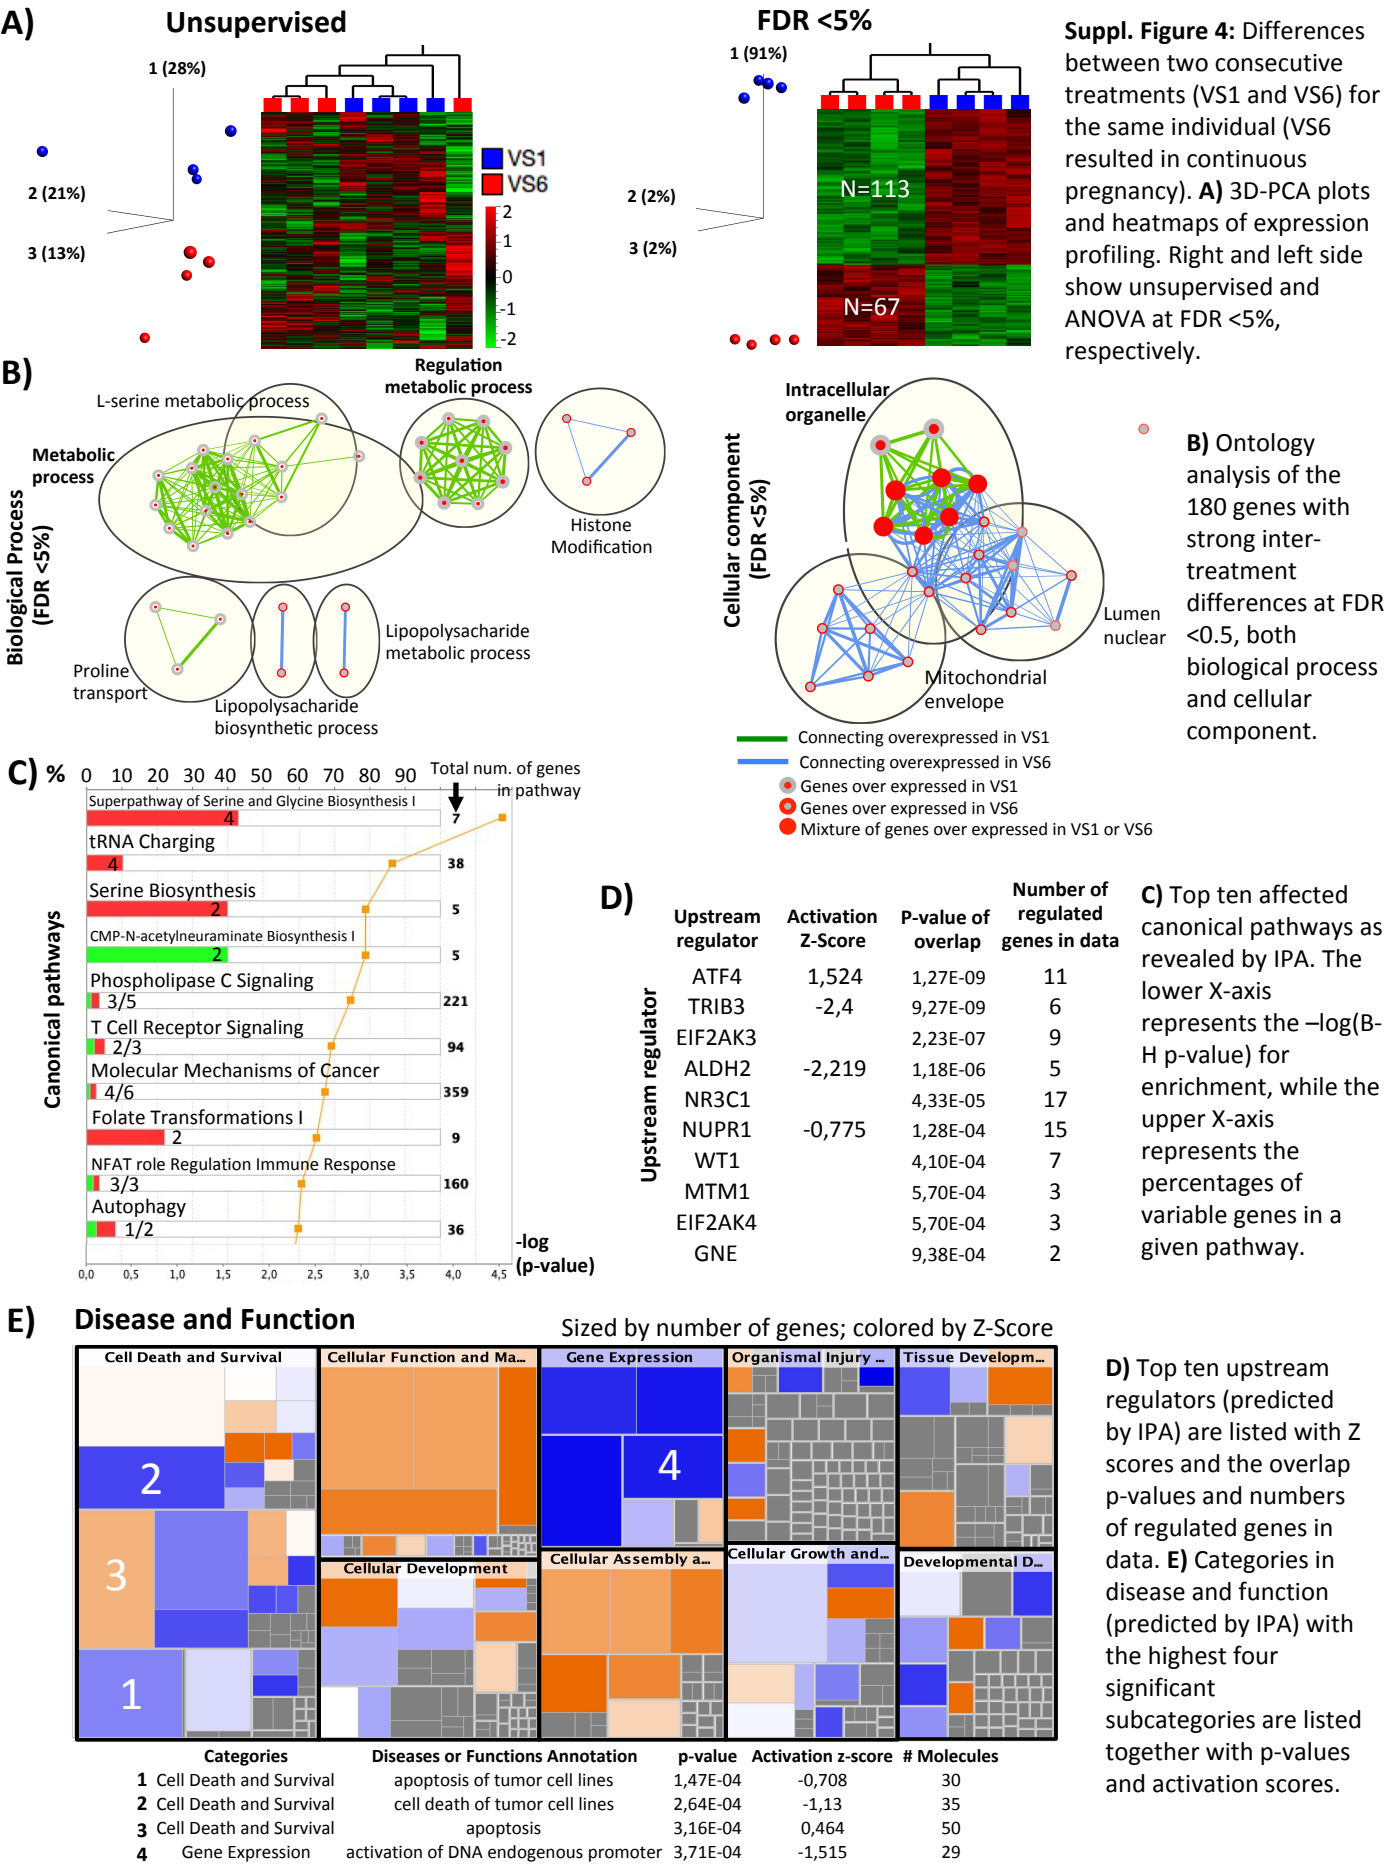 A)
Unsupervised
FDR <5%
1 (28%)
2 (21%)
3 (13%)
VS1
VS6
2
1
0
-1
-2
1 (91%)
2 (2%)
3 (2%)
N=113
N=67
Suppl. Figure 4: Differences
between two consecutive
treatments (VS1 and VS6) for
the same individual (VS6
resulted in continuous
pregnancy). A) 3D-PCA plots
and heatmaps of expression
profiling. Right and left side
show unsupervised and
ANOVA at FDR <5%,
respectively.
B)
Biological Process
(FDR <5%)
L-serine metabolic process
Metabolic
process
Regulation
metabolic process
Histone
Modification
Proline
transport
Lipopolysacharide
biosynthetic process
Lipopolysacharide
metabolic process
Cellular component
(FDR <5%)
Intracellular
organelle
Lumen
nuclear
Mitochondrial
envelope
Connecting overexpressed in VS1
Connecting overexpressed in VS6
Genes over expressed in VS1
Genes over expressed in VS6
Mixture of genes over expressed in VS1 or VS6
B) Ontology
analysis of the
180 genes with
strong inter-
treatment
differences at FDR
<0.5, both
biological process
and cellular
component.
C)
% 0 10 20 30 40 50 60 70 80 90
Total num. of genes
in pathway
Canonical pathways
Superpathway of Serine and Glycine Biosynthesis I
4 7
tRNA Charging
4 38
Serine Biosynthesis
2 5
CMP-N-acetylneuraminate Biosynthesis I
2 5
Phospholipase C Signaling
3/5 221
T Cell Receptor Signaling
2/3 94
Molecular Mechanisms of Cancer
4/6 359
Folate Transformations I
2 9
NFAT role Regulation Immune Response
3/3 160
Autophagy
1/2 36
-log
(p-value)
0,0 0,5 1,0 1,5 2,0 2,5 3,0 3,5 4,0 4,5
D)
Upstream regulator
Upstream
regulator
Activation
Z-Score
P-value of
overlap
Number of
regulated
genes in data
ATF4 1,524 1,27E-09 11
TRIB3 -2,4 9,27E-09 6
EIF2AK3 2,23E-07 9
ALDH2 -2,219 1,18E-06 5
NR3C1 4,33E-05 17
NUPR1 -0,775 1,28E-04 15
WT1 4,10E-04 7
MTM1 5,70E-04 3
EIF2AK4 5,70E-04 3
GNE 9,38E-04 2
C) Top ten affected
canonical pathways as
revealed by IPA. The
lower X-axis
represents the –log(B-
H p-value) for
enrichment, while the
upper X-axis
represents the
percentages of
variable genes in a
given pathway.
E)
Disease and Function
Sized by number of genes; colored by Z-Score
Cell Death and Survival
Cellular Function and Ma...
Gene Expression
Organismal Injury ...
Tissue Developm...
2
3
1
4
Cellular Development
Cellular Assembly a...
Cellular Growth and...
Developmental D...
Categories Diseases or Functions Annotation p-value Activation z-score # Molecules
1 Cell Death and Survival apoptosis of tumor cell lines 1,47E-04 -0,708 30
2 Cell Death and Survival cell death of tumor cell lines 2,64E-04 -1,13 35
3 Cell Death and Survival apoptosis 3,16E-04 0,464 50
4 Gene Expression activation of DNA endogenous promoter 3,71E-04 -1,515 29
D) Top ten upstream
regulators (predicted
by IPA) are listed with Z
scores and the overlap
p-values and numbers
of regulated genes in
data. E) Categories in
disease and function
(predicted by IPA) with
the highest four
significant
subcategories are listed
together with p-values
and activation scores.